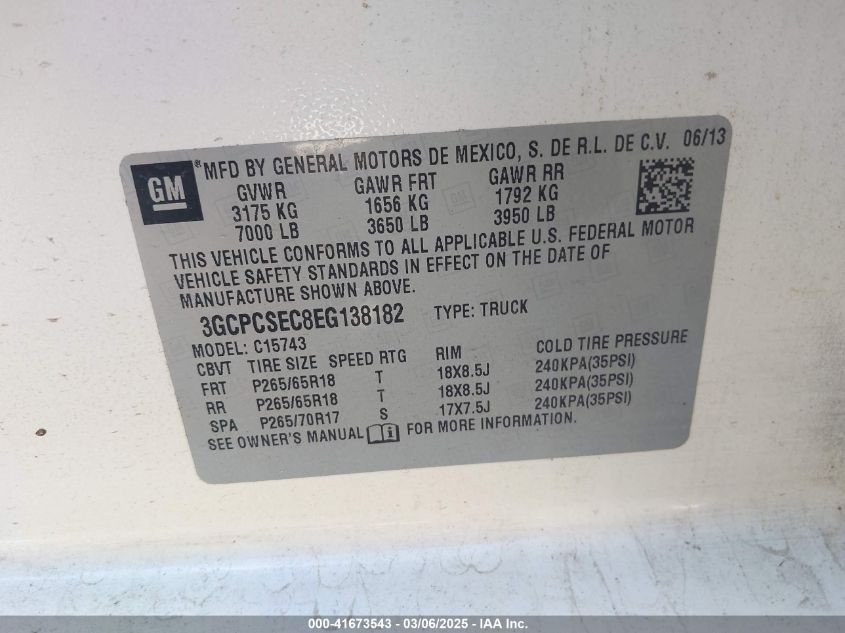 GM ® MFD BY GENERAL MOTORS DE MEXICO, S. DE R.L. DE C.V. 06/13
GVWR GAWR FRT GAWR RR
3175 KG 1656 KG 1792 KG
7000 LB 3650 LB 3950 LB
THIS VEHICLE CONFORMS TO ALL APPLICABLE U.S. FEDERAL MOTOR
VEHICLE SAFETY STANDARDS IN EFFECT ON THE DATE OF
MANUFACTURE SHOWN ABOVE.
3GCPCSEC8EG138182 TYPE: TRUCK
MODEL: C15743
CBVT TIRE SIZE SPEED RTG RIM COLD TIRE PRESSURE
FRT P265/65R18 T 18X8.5J 240KPA(35PSI)
RR P265/65R18 T 18X8.5J 240KPA(35PSI)
SPA P265/70R17 S 17X7.5J 240KPA(35PSI)
SEE OWNER'S MANUAL FOR MORE INFORMATION.
000-41673543 - 03/06/2025 - IAA Inc.